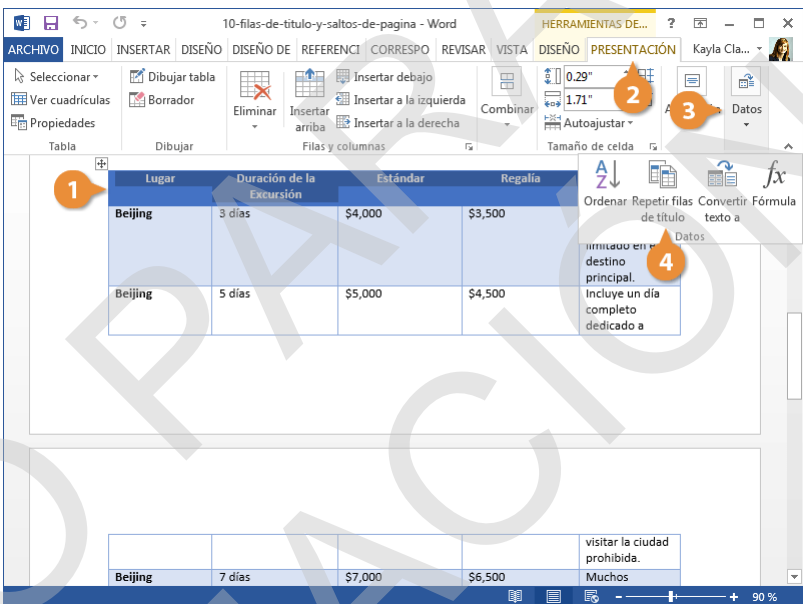 10-filas-de-titulo-y-saltos-de-pagina - Word
HERRAMIENTAS DE...
ARCHIVO INICIO INSERTAR DISEÑO DISEÑO DE REFERENCI CORRESPO REVISAR VISTA DISEÑO PRESENTACIÓN Kayla Cla...
Seleccionar
Ver cuadrículas
Propiedades
Tabla
Dibujar tabla
Borrador
Dibujar
Eliminar
Insertar
arriba
Insertar debajo
Insertar a la izquierda
Insertar a la derecha
Filas y columnas
Combinar
0.29"
1.71"
Autoajustar
Tamaño de celda
Datos
Ordenar
Repetir filas
de título
Convertir
texto a
Fórmula
Datos
1
2
3
4
Lugar
Duración de la
Excursión
Estándar
Regalía
Beijing 3 días $4,000 $3,500
limitado en e
destino
principal.
Beijing 5 días $5,000 $4,500 Incluye un día
completo
dedicado a
visitar la ciudad
prohibida.
Beijing 7 días $7,000 $6,500 Muchos
90 %